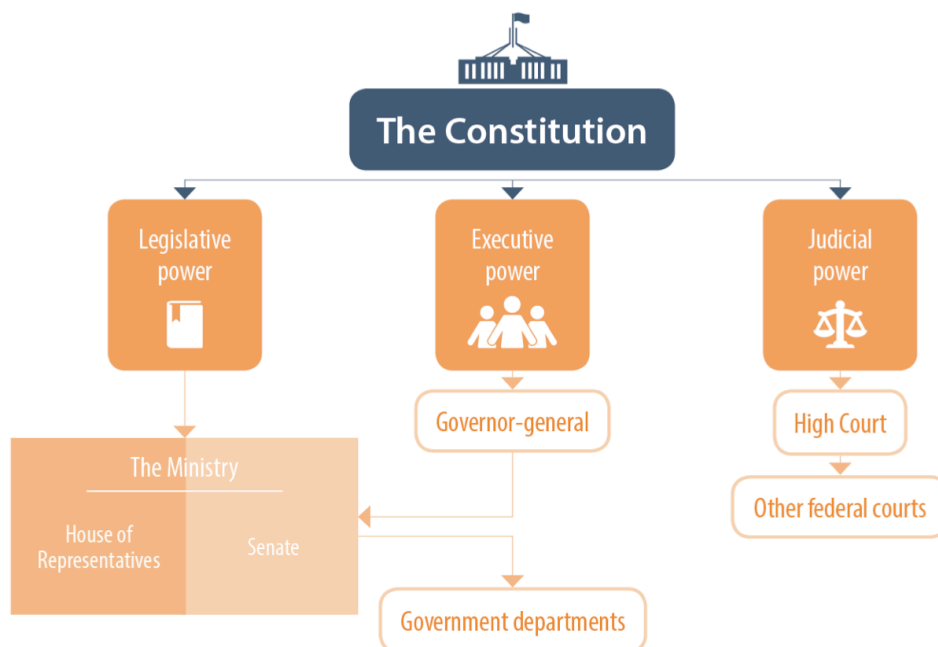 The Constitution
Legislative
power
Executive
power
Judicial
power
Governor-general
High Court
The Ministry
Other federal courts
House of
Representatives
Senate
Government departments